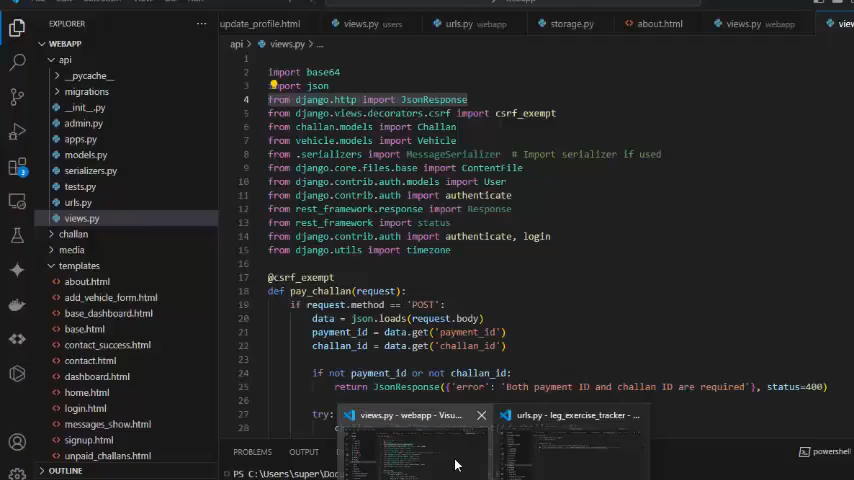 update_profile.html
views.py users
urls.py webapp
storage.py
about.html
views.py webapp
EXPLORER
WEBAPP
api
__pycache__
migrations
__init__.py
admin.py
apps.py
models.py
serializers.py
tests.py
urls.py
views.py
challan
media
templates
about.html
add_vehicle_form.html
base_dashboard.html
base.html
contact_success.html
contact.html
dashboard.html
home.html
login.html
messages_show.html
signup.html
unpaid_challans.html
OUTLINE
3
api > views.py > ...
1
2 import base64
3 import json
4 from django.http import JsonResponse
5 from django.views.decorators.csrf import csrf_exempt
6 from challan.models import Challan
7 from vehicle.models import Vehicle
8 from .serializers import MessageSerializer # Import serializer if used
9 from django.core.files.base import ContentFile
10 from django.contrib.auth.models import User
11 from django.contrib.auth import authenticate
12 from rest_framework.response import Response
13 from rest_framework import status
14 from django.contrib.auth import authenticate, login
15 from django.utils import timezone
16
17 @csrf_exempt
18 def pay_challan(request):
19 if request.method == 'POST':
20 data = json.loads(request.body)
21 payment_id = data.get('payment_id')
22 challan_id = data.get('challan_id')
23
24 if not payment_id or not challan_id:
25 return JsonResponse({'error': 'Both payment ID and challan ID are required'}, status=400)
26
27 try:
28
views.py - webapp - Visu...
urls.py - leg_exercise_tracker - ...
PROBLEMS OUTPUT
powershell
PS C:\Users\super\Doc